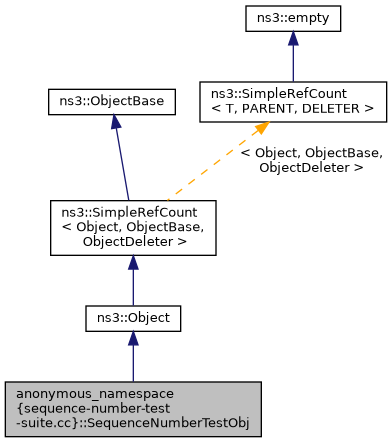 ns3::empty
ns3::SimpleRefCount
< T, PARENT, DELETER >
ns3::ObjectBase
< Object, ObjectBase,
ObjectDeleter >
ns3::SimpleRefCount
< Object, ObjectBase,
ObjectDeleter >
ns3::Object
anonymous_namespace
{sequence-number-test
-suite.cc}::SequenceNumberTestObj